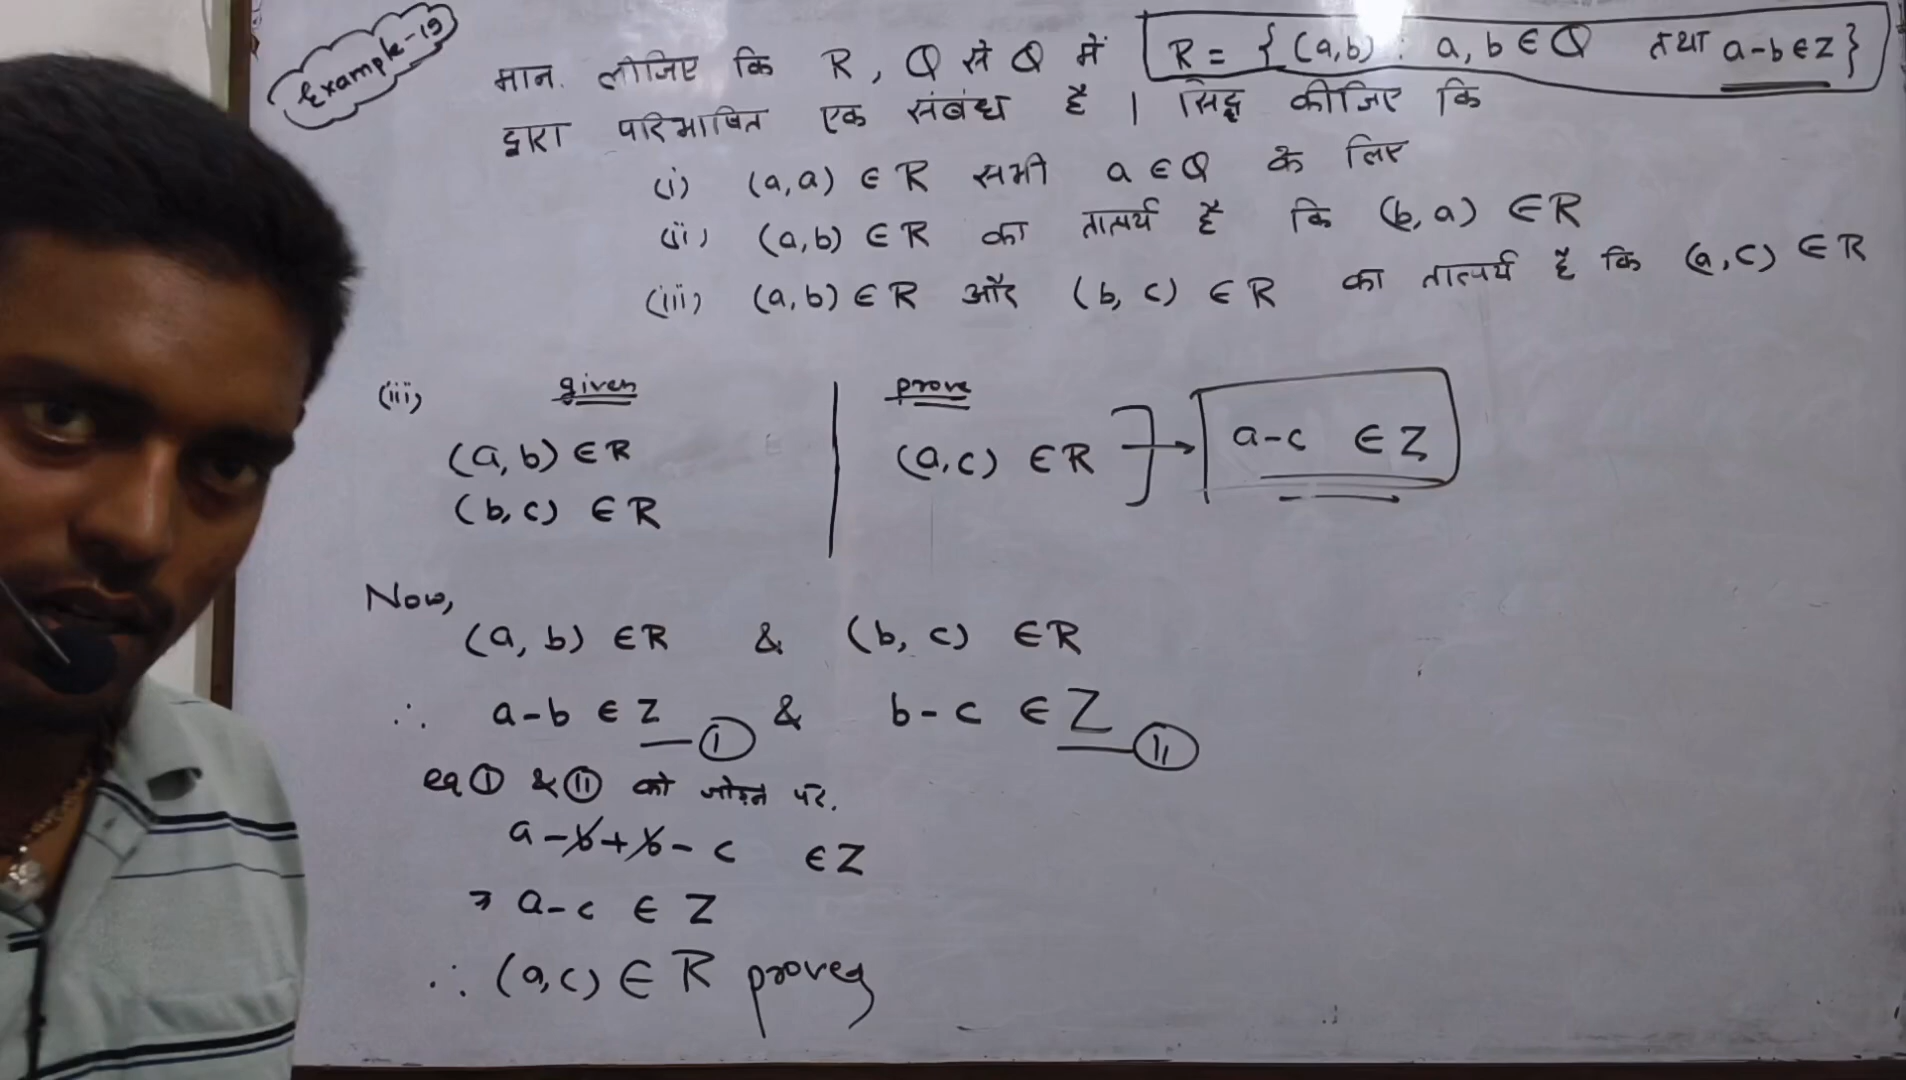 Example-19
मान लीजिए कि R, Q से Q में R = {(a,b) : a, b ∈ Q तथा a-b ∈ Z}
द्वारा परिभाषित एक संबंध है । सिद्ध कीजिए कि
(i) (a,a) ∈ R सभी a ∈ Q के लिए
(ii) (a,b) ∈ R का तात्पर्य है कि (b,a) ∈ R
(iii) (a,b) ∈ R और (b,c) ∈ R का तात्पर्य है कि (a,c) ∈ R
(iii) given prove
(a,b) ∈ R (a,c) ∈ R → a-c ∈ Z
(b,c) ∈ R
Now,
(a,b) ∈ R & (b,c) ∈ R
∴ a-b ∈ Z — (I) & b-c ∈ Z — (II)
eq (I) & (II) को जोड़ने पर.
a-b+b-c ∈ Z
⇒ a-c ∈ Z
∴ (a,c) ∈ R proved